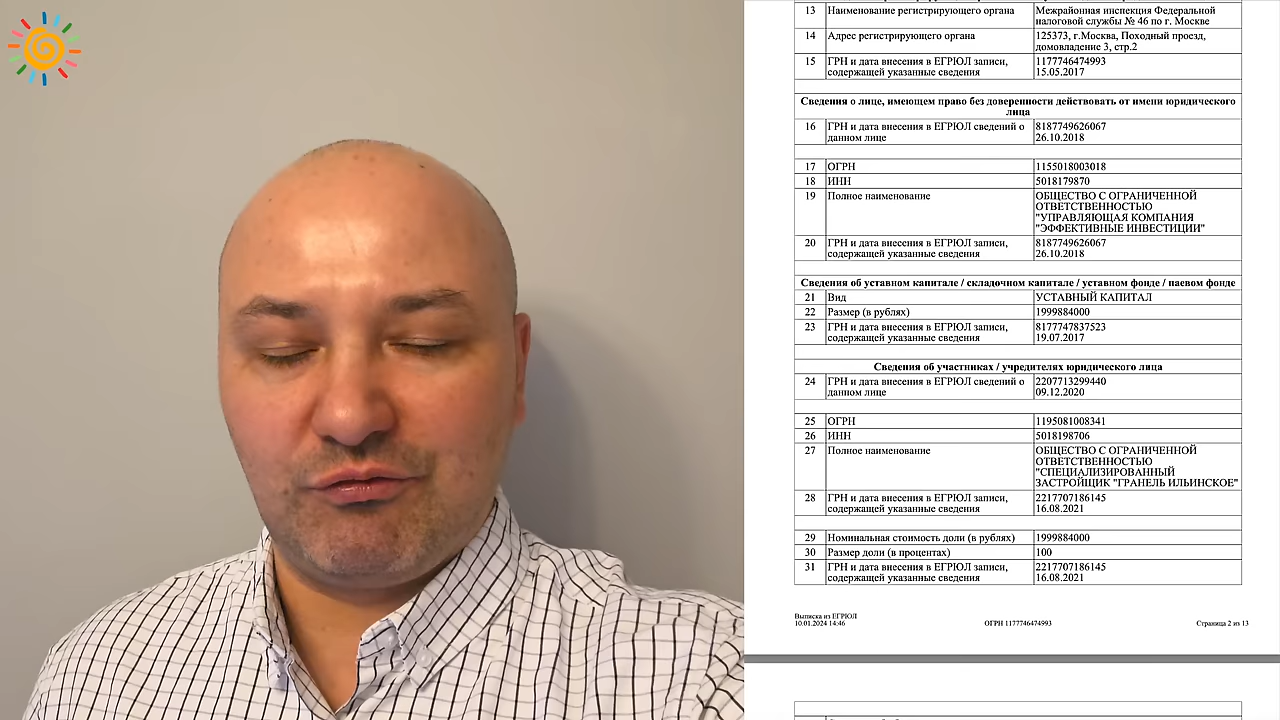 13 Наименование регистрирующего органа Межрайонная инспекция Федеральной
налоговой службы № 46 по г. Москве
14 Адрес регистрирующего органа 125373, г.Москва, Походный проезд,
домовладение 3, стр.2
15 ГРН и дата внесения в ЕГРЮЛ записи, 1177746474993
содержащей указанные сведения 15.05.2017
Сведения о лице, имеющем право без доверенности действовать от имени юридического
лица
16 ГРН и дата внесения в ЕГРЮЛ сведений о 8187749626067
данном лице 26.10.2018
17 ОГРН 1155018003018
18 ИНН 5018179870
19 Полное наименование ОБЩЕСТВО С ОГРАНИЧЕННОЙ
ОТВЕТСТВЕННОСТЬЮ
"УПРАВЛЯЮЩАЯ КОМПАНИЯ
"ЭФФЕКТИВНЫЕ ИНВЕСТИЦИИ"
20 ГРН и дата внесения в ЕГРЮЛ записи, 8187749626067
содержащей указанные сведения 26.10.2018
Сведения об уставном капитале / складочном капитале / уставном фонде / паевом фонде
21 Вид УСТАВНЫЙ КАПИТАЛ
22 Размер (в рублях) 1999884000
23 ГРН и дата внесения в ЕГРЮЛ записи, 8177747837523
содержащей указанные сведения 19.07.2017
Сведения об участниках / учредителях юридического лица
24 ГРН и дата внесения в ЕГРЮЛ сведений о 2207713299440
данном лице 09.12.2020
25 ОГРН 1195081008341
26 ИНН 5018198706
27 Полное наименование ОБЩЕСТВО С ОГРАНИЧЕННОЙ
ОТВЕТСТВЕННОСТЬЮ
"СПЕЦИАЛИЗИРОВАННЫЙ
ЗАСТРОЙЩИК "ГРАНЕЛЬ ИЛЬИНСКОЕ"
28 ГРН и дата внесения в ЕГРЮЛ записи, 2217707186145
содержащей указанные сведения 16.08.2021
29 Номинальная стоимость доли (в рублях) 1999884000
30 Размер доли (в процентах) 100
31 ГРН и дата внесения в ЕГРЮЛ записи, 2217707186145
содержащей указанные сведения 16.08.2021
Выписка из ЕГРЮЛ
10.01.2024 14:46 ОГРН 1177746474993 Страница 2 из 13